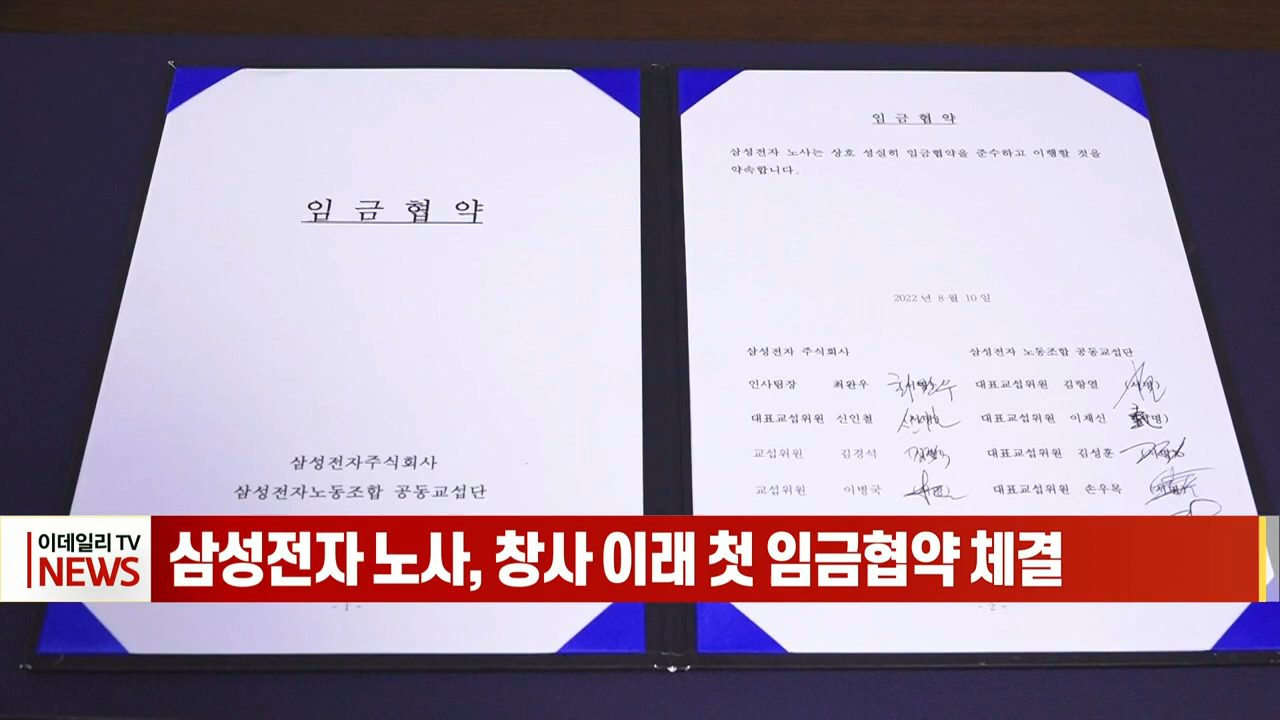 임 금 협 약
삼성전자주식회사
삼성전자노동조합 공동교섭단
- 1 -
임 금 협 약
삼성전자 노사는 상호 성실히 임금협약을 준수하고 이행할 것을
약속합니다.
2022 년 8 월 10 일
삼성전자 주식회사 삼성전자 노동조합 공동교섭단
인사팀장 최완우 대표교섭위원 김항열
대표교섭위원 신인철 대표교섭위원 이재신
교섭위원 김경석 대표교섭위원 김성훈
교섭위원 이병국 대표교섭위원 손우목
- 2 -
이데일리 TV
NEWS
삼성전자 노사, 창사 이래 첫 임금협약 체결